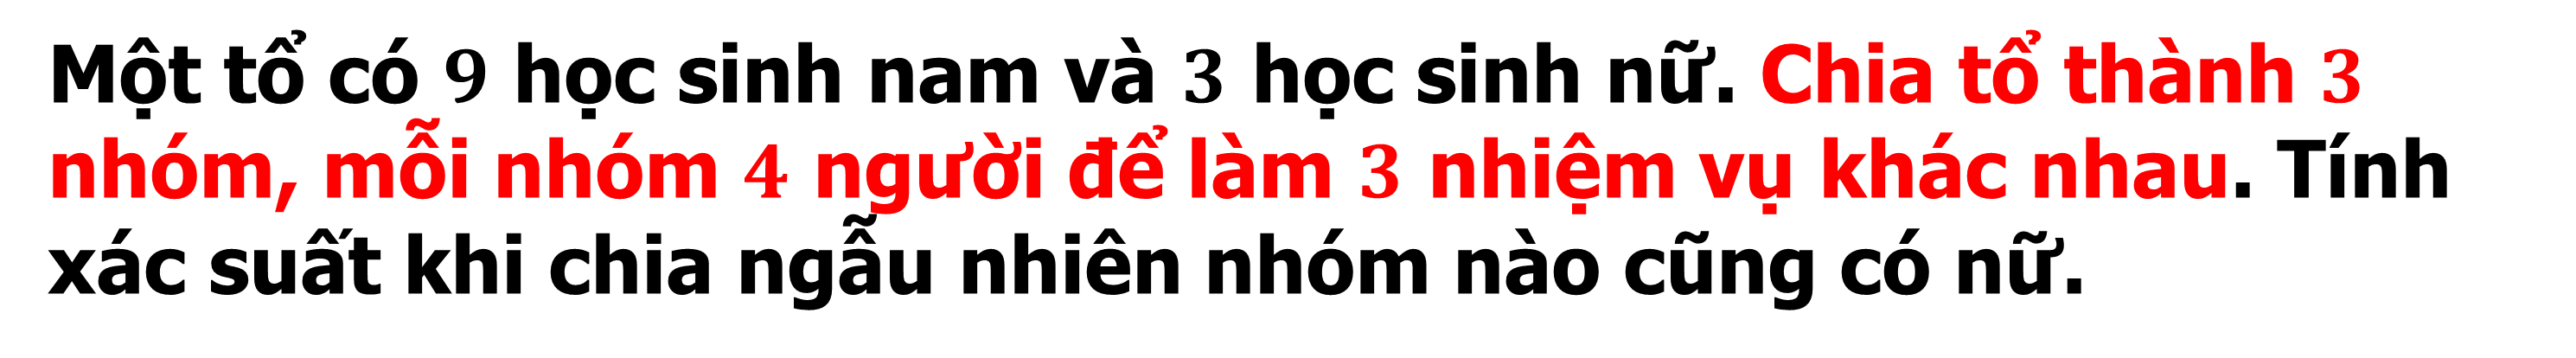 Một tổ có 9 học sinh nam và 3 học sinh nữ. Chia tổ thành 3
nhóm, mỗi nhóm 4 người để làm 3 nhiệm vụ khác nhau. Tính
xác suất khi chia ngẫu nhiên nhóm nào cũng có nữ.